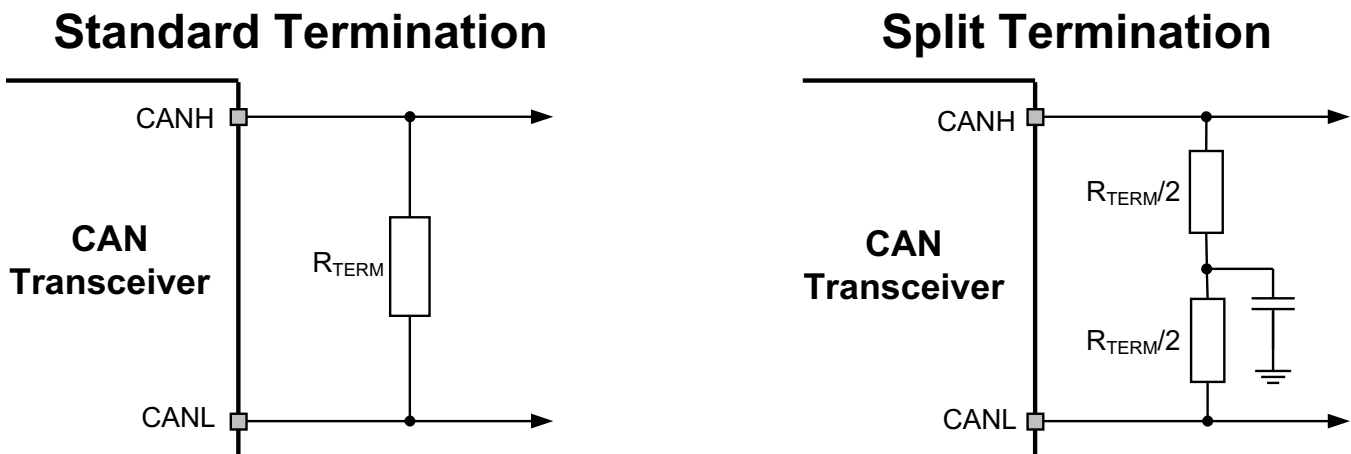 Standard Termination
CANH
CAN
Transceiver
RTERM
CANL
Split Termination
CANH
RTERM/2
CAN
Transceiver
RTERM/2
CANL